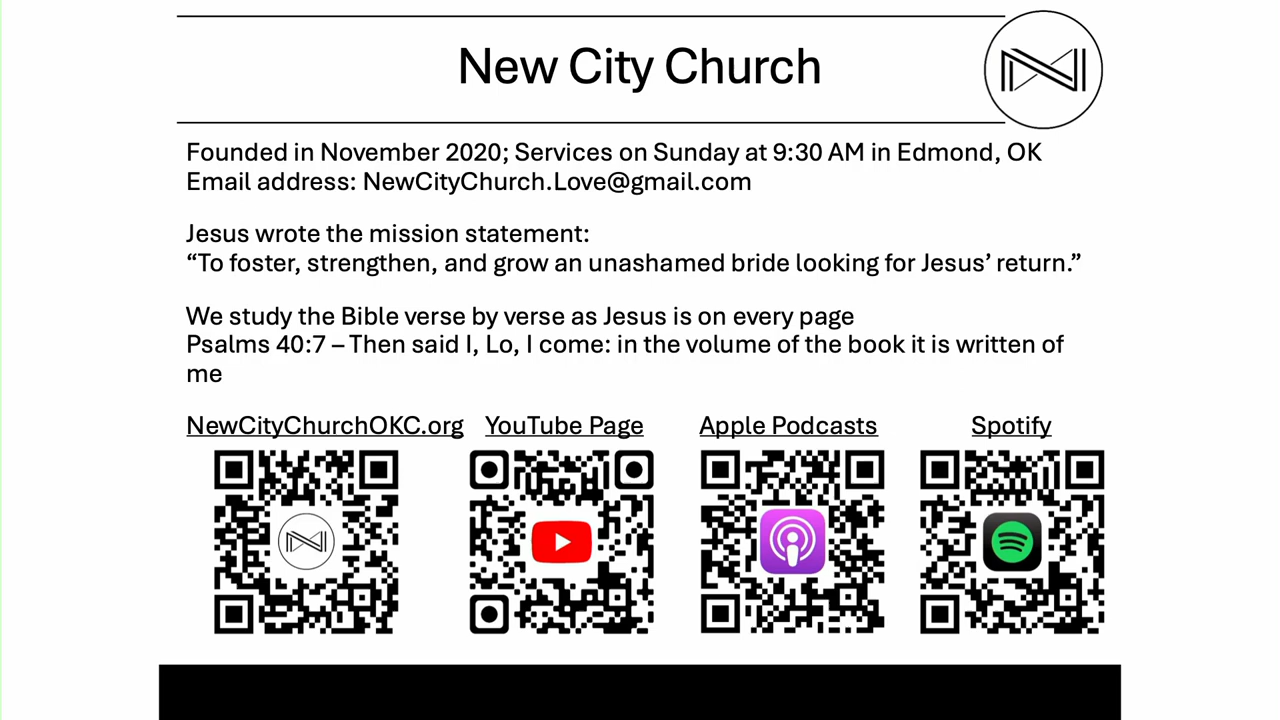 New City Church
Founded in November 2020; Services on Sunday at 9:30 AM in Edmond, OK
Email address: NewCityChurch.Love@gmail.com
Jesus wrote the mission statement:
“To foster, strengthen, and grow an unashamed bride looking for Jesus’ return.”
We study the Bible verse by verse as Jesus is on every page
Psalms 40:7 – Then said I, Lo, I come: in the volume of the book it is written of
me
NewCityChurchOKC.org YouTube Page Apple Podcasts Spotify